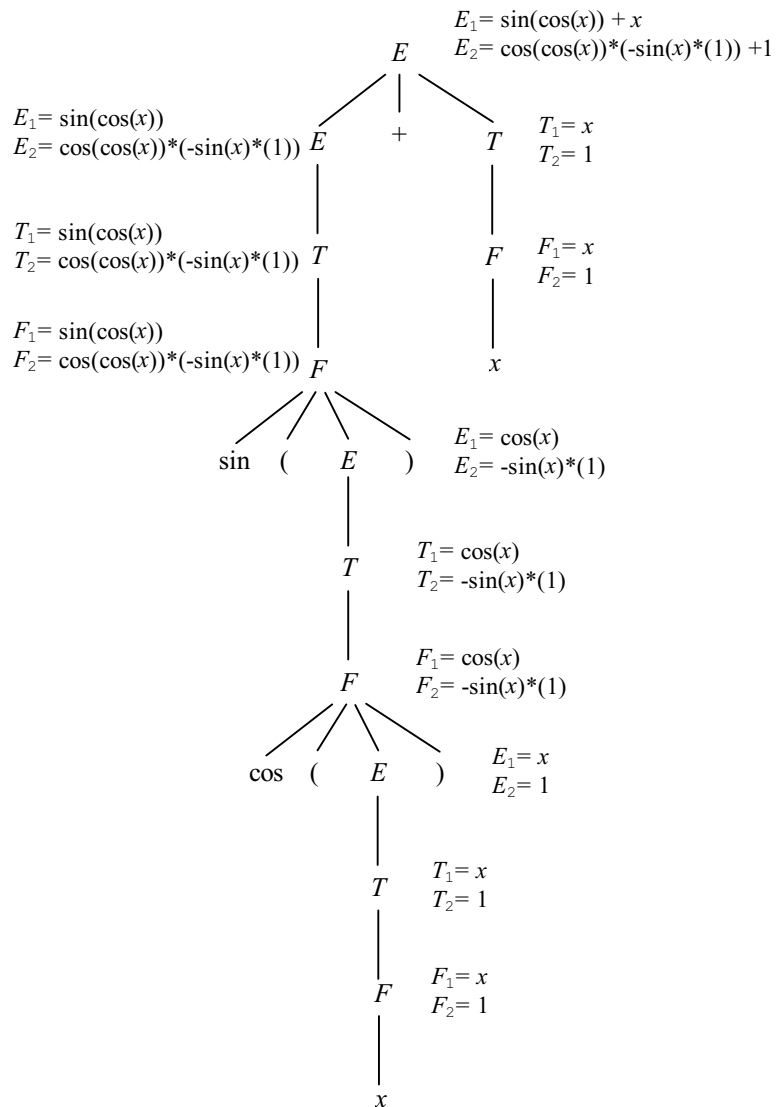 E₁= sin(cos(x)) + x
E₂= cos(cos(x))*(-sin(x)*(1)) +1
E
E₁= sin(cos(x))
E₂= cos(cos(x))*(-sin(x)*(1))
E + T
T₁= x
T₂= 1
T₁= sin(cos(x))
T₂= cos(cos(x))*(-sin(x)*(1))
T F
F₁= x
F₂= 1
F₁= sin(cos(x))
F₂= cos(cos(x))*(-sin(x)*(1))
F x
sin ( E )
E₁= cos(x)
E₂= -sin(x)*(1)
T
T₁= cos(x)
T₂= -sin(x)*(1)
F
F₁= cos(x)
F₂= -sin(x)*(1)
cos ( E )
E₁= x
E₂= 1
T
T₁= x
T₂= 1
F
F₁= x
F₂= 1
x